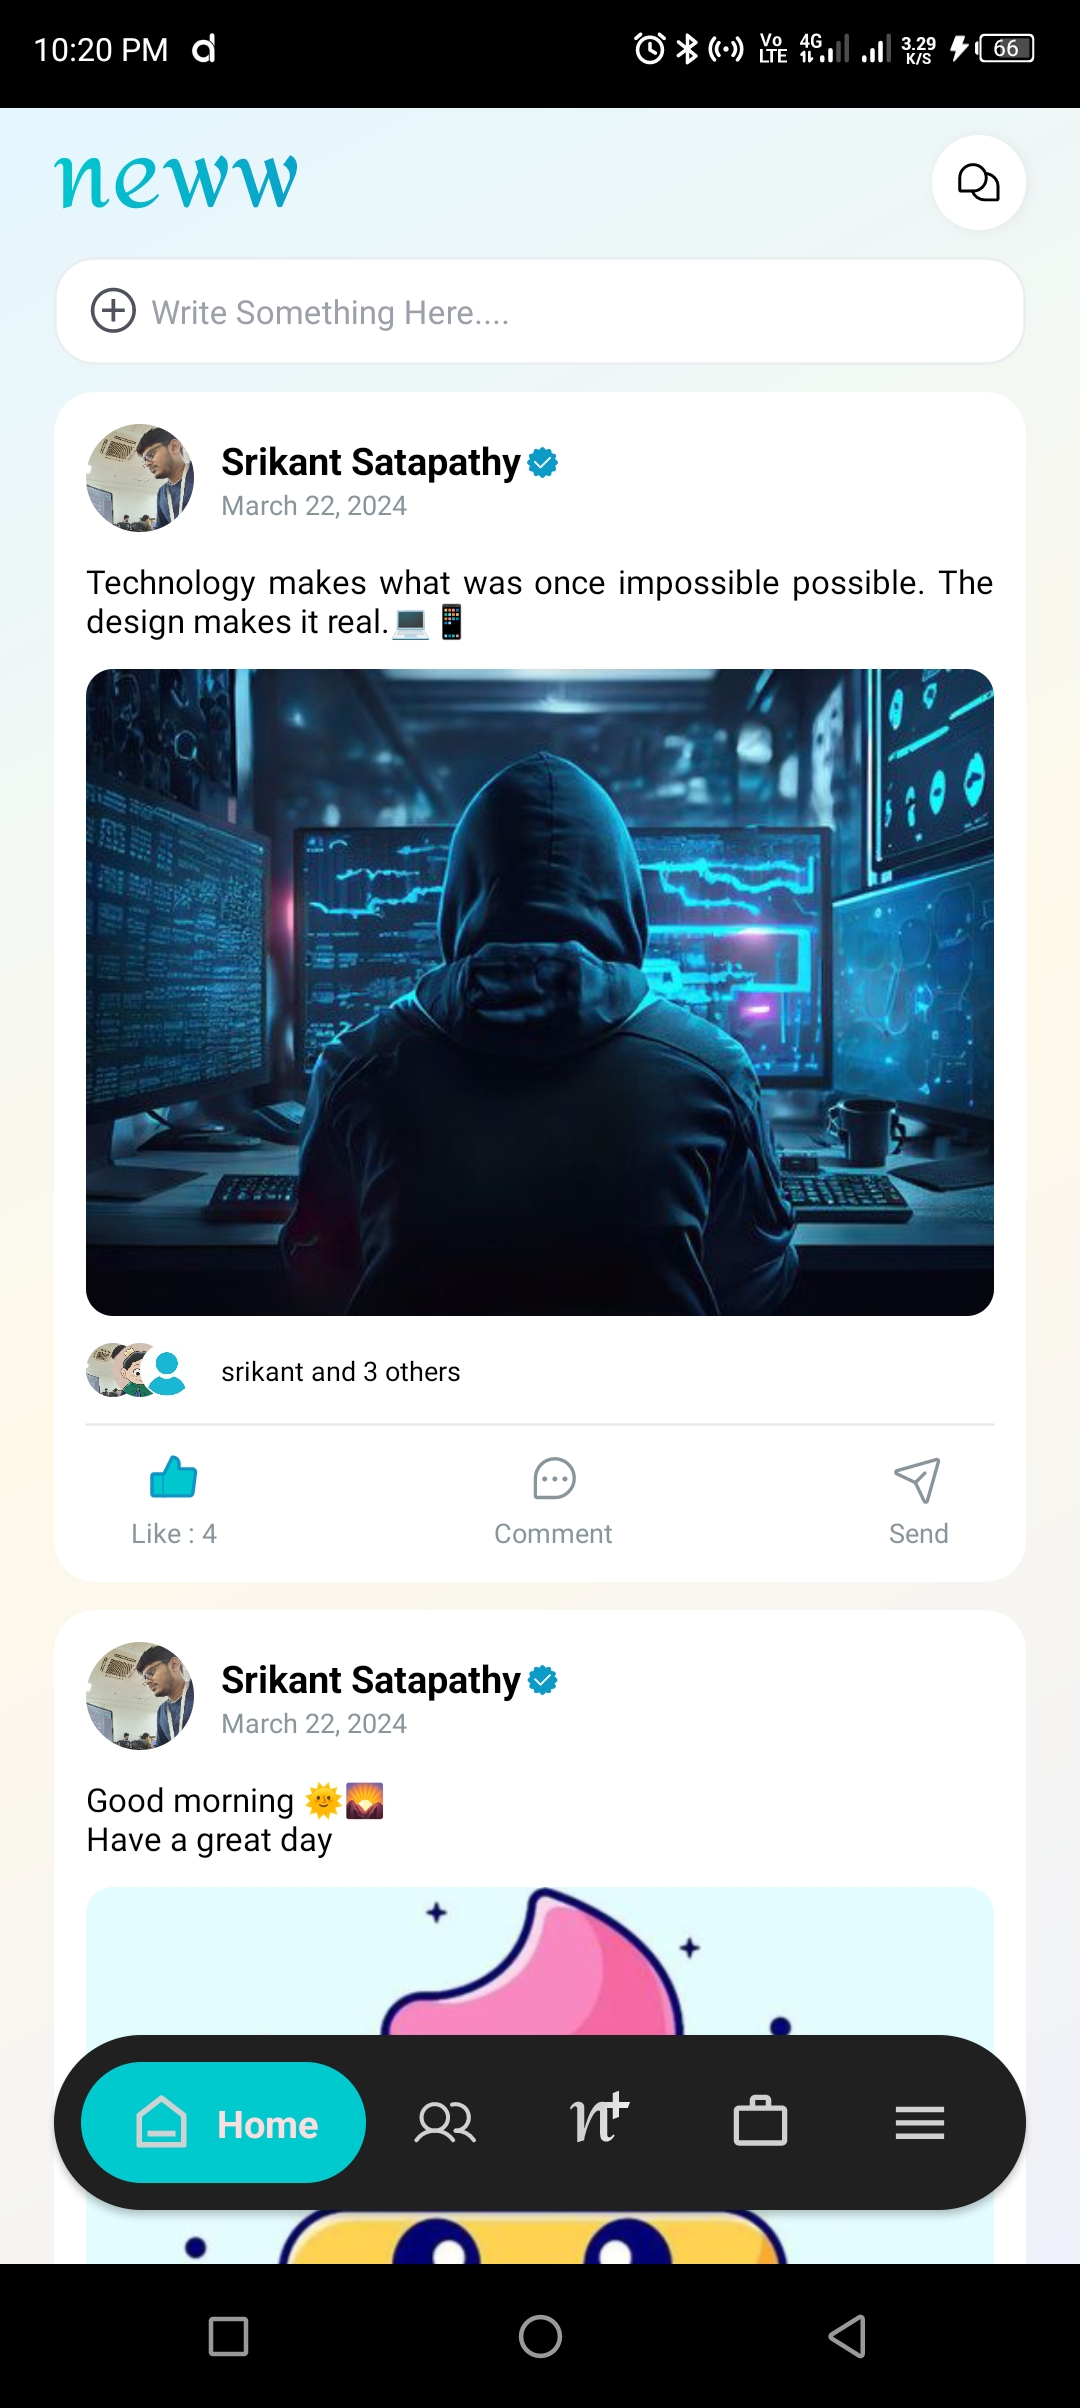 10:20 PM
Vo LTE 4G 3.29 K/S 66
neww
Write Something Here....
Srikant Satapathy
March 22, 2024
Technology makes what was once impossible possible. The
design makes it real.💻📱
srikant and 3 others
Like : 4 Comment Send
Srikant Satapathy
March 22, 2024
Good morning 🌞🌄
Have a great day
Home n+